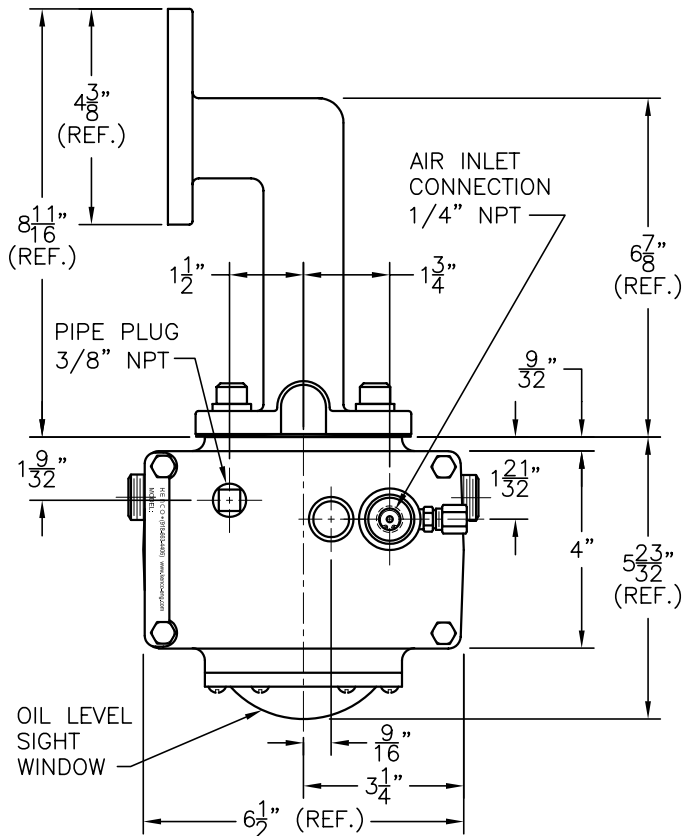 4 3/8"
(REF.)
8 11/16"
(REF.)
AIR INLET
CONNECTION
1/4" NPT
6 7/8"
(REF.)
1 1/2"
1 3/4"
PIPE PLUG
3/8" NPT
9/32"
1 9/32"
1 21/32"
MODEL:
4"
5 23/32"
(REF.)
OIL LEVEL
SIGHT
WINDOW
9/16"
3 1/4"
6 1/2" (REF.)